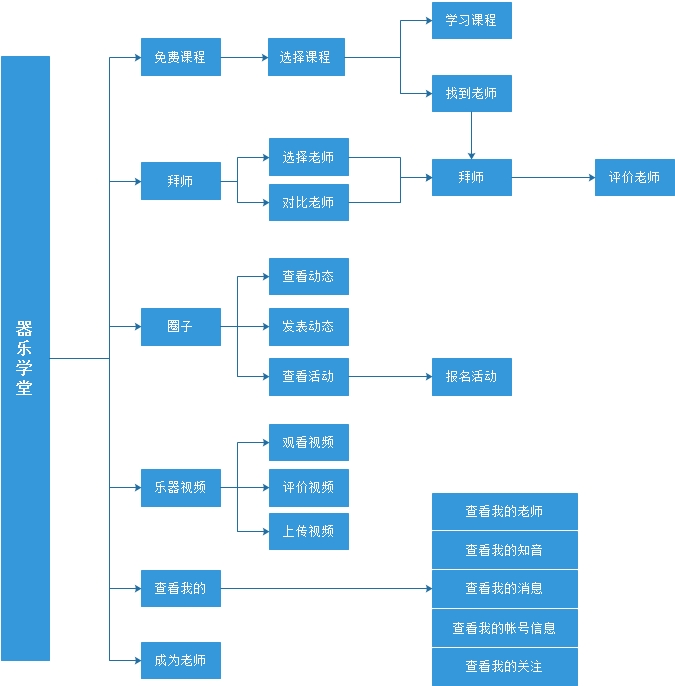 器乐学堂
免费课程
选择课程
学习课程
找到老师
拜师
选择老师
对比老师
拜师
评价老师
圈子
查看动态
发表动态
查看活动
报名活动
乐器视频
观看视频
评价视频
上传视频
查看我的
查看我的老师
查看我的知音
查看我的消息
查看我的帐号信息
查看我的关注
成为老师